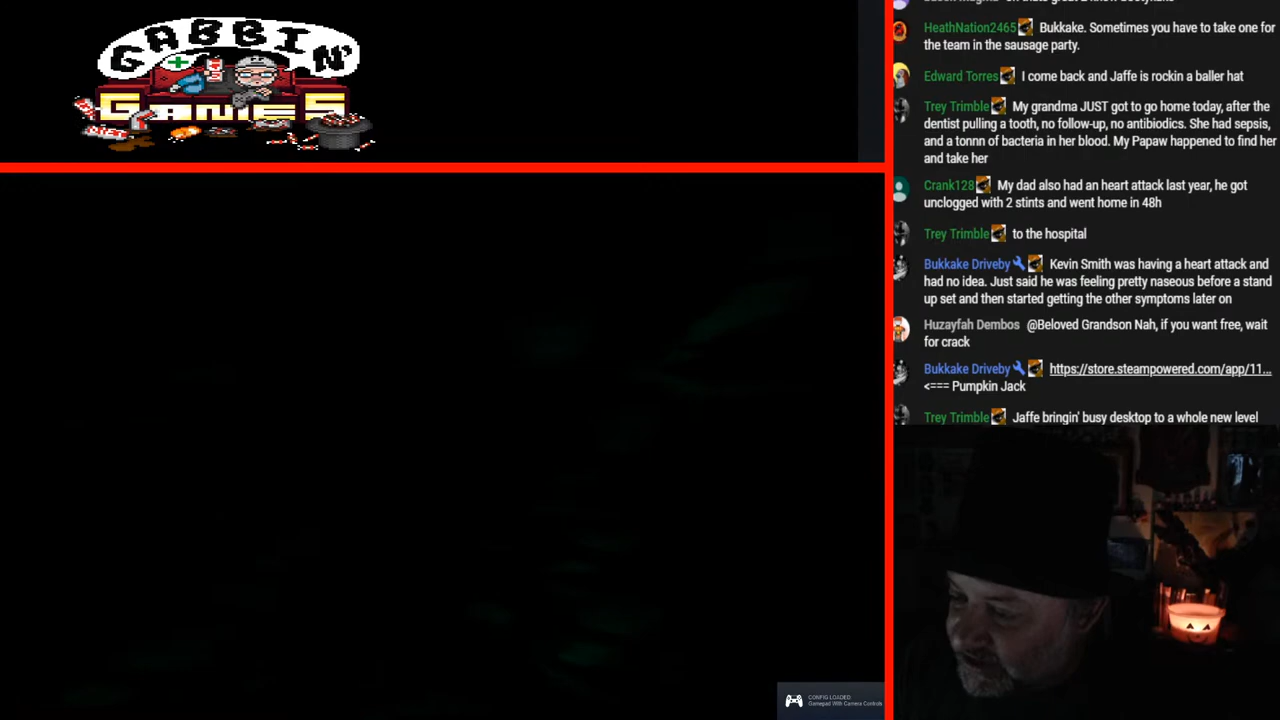 GABBIN'
GAMES
HeathNation2465 Bukkake. Sometimes you have to take one for
the team in the sausage party.
Edward Torres I come back and Jaffe is rockin a baller hat
Trey Trimble My grandma JUST got to go home today, after the
dentist pulling a tooth, no follow-up, no antibiodics. She had sepsis,
and a tonnn of bacteria in her blood. My Papaw happened to find her
and take her
Crank128 My dad also had an heart attack last year, he got
unclogged with 2 stints and went home in 48h
Trey Trimble to the hospital
Bukkake Driveby Kevin Smith was having a heart attack and
had no idea. Just said he was feeling pretty naseous before a stand
up set and then started getting the other symptoms later on
Huzayfah Dembos @Beloved Grandson Nah, if you want free, wait
for crack
Bukkake Driveby https://store.steampowered.com/app/11...
<=== Pumpkin Jack
Trey Trimble Jaffe bringin' busy desktop to a whole new level
CONFIG LOADED
Gamepad With Camera Controls